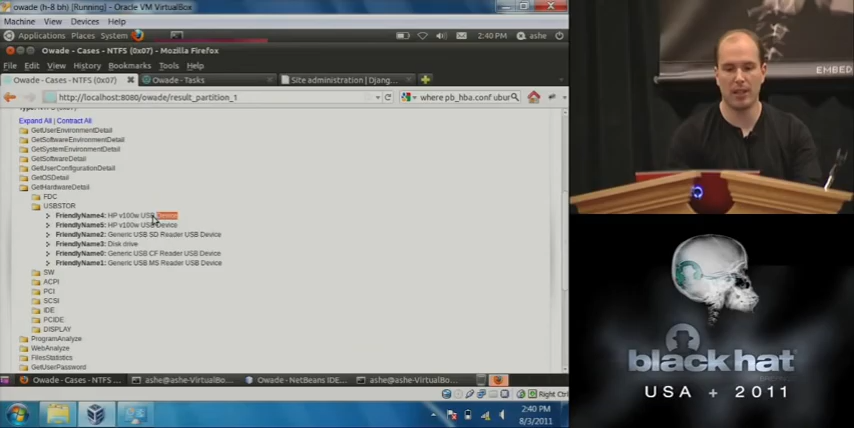 owade (h-8 bh) [Running] - Oracle VM VirtualBox
Machine View Devices Help
Applications Places System 2:40 PM ashe
Owade - Cases - NTFS (0x07) - Mozilla Firefox
File Edit View History Bookmarks Tools Help
Owade - Cases - NTFS (0x07) Owade - Tasks Site administration | Djang...
http://localhost:8080/owade/result_partition_1 where pb_hba.conf ubur
Expand All | Contract All
GetUserEnvironmentDetail
GetSoftwareEnvironmentDetail
GetSystemEnvironmentDetail
GetSoftwareDetail
GetUserConfigurationDetail
GetOSDetail
GetHardwareDetail
FDC
USBSTOR
FriendlyName4: HP v100w USB Device
FriendlyName5: HP v100w USB Device
FriendlyName2: Generic USB SD Reader USB Device
FriendlyName3: Disk drive
FriendlyName0: Generic USB CF Reader USB Device
FriendlyName1: Generic USB MS Reader USB Device
SW
ACPI
PCI
SCSI
IDE
PCIIDE
DISPLAY
ProgramAnalyze
WebAnalyze
FilesStatistics
GetUserPassword
Owade - Cases - NTFS ... ashe@ashe-VirtualBo... Owade - NetBeans IDE... ashe@ashe-VirtualBo...
Right Ctrl
2:40 PM
8/3/2011
EMBED
black hat
USA + 2011